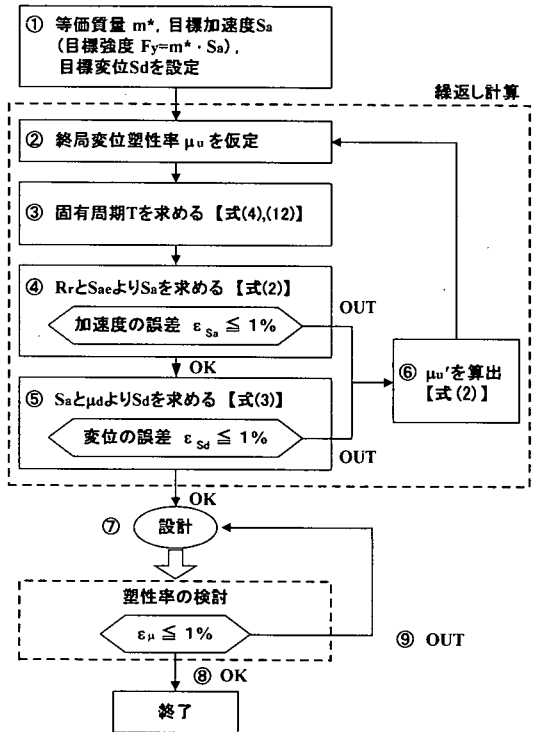 ① 等価質量 m*, 目標加速度Sa
(目標強度 Fy=m*・Sa),
目標変位Sdを設定
繰返し計算
② 終局変位塑性率 μu を仮定
③ 固有周期Tを求める 【式(4),(12)】
④ RrとSaeよりSaを求める 【式(2)】
加速度の誤差 εSa ≦ 1%
OUT
OK
⑤ Saとμdより Sdを求める 【式(3)】
変位の誤差 εSd ≦ 1%
OUT
⑥ μu'を算出
【式(2)】
OK
⑦ 設計
塑性率の検討
εμ ≦ 1%
⑨ OUT
⑧ OK
終了